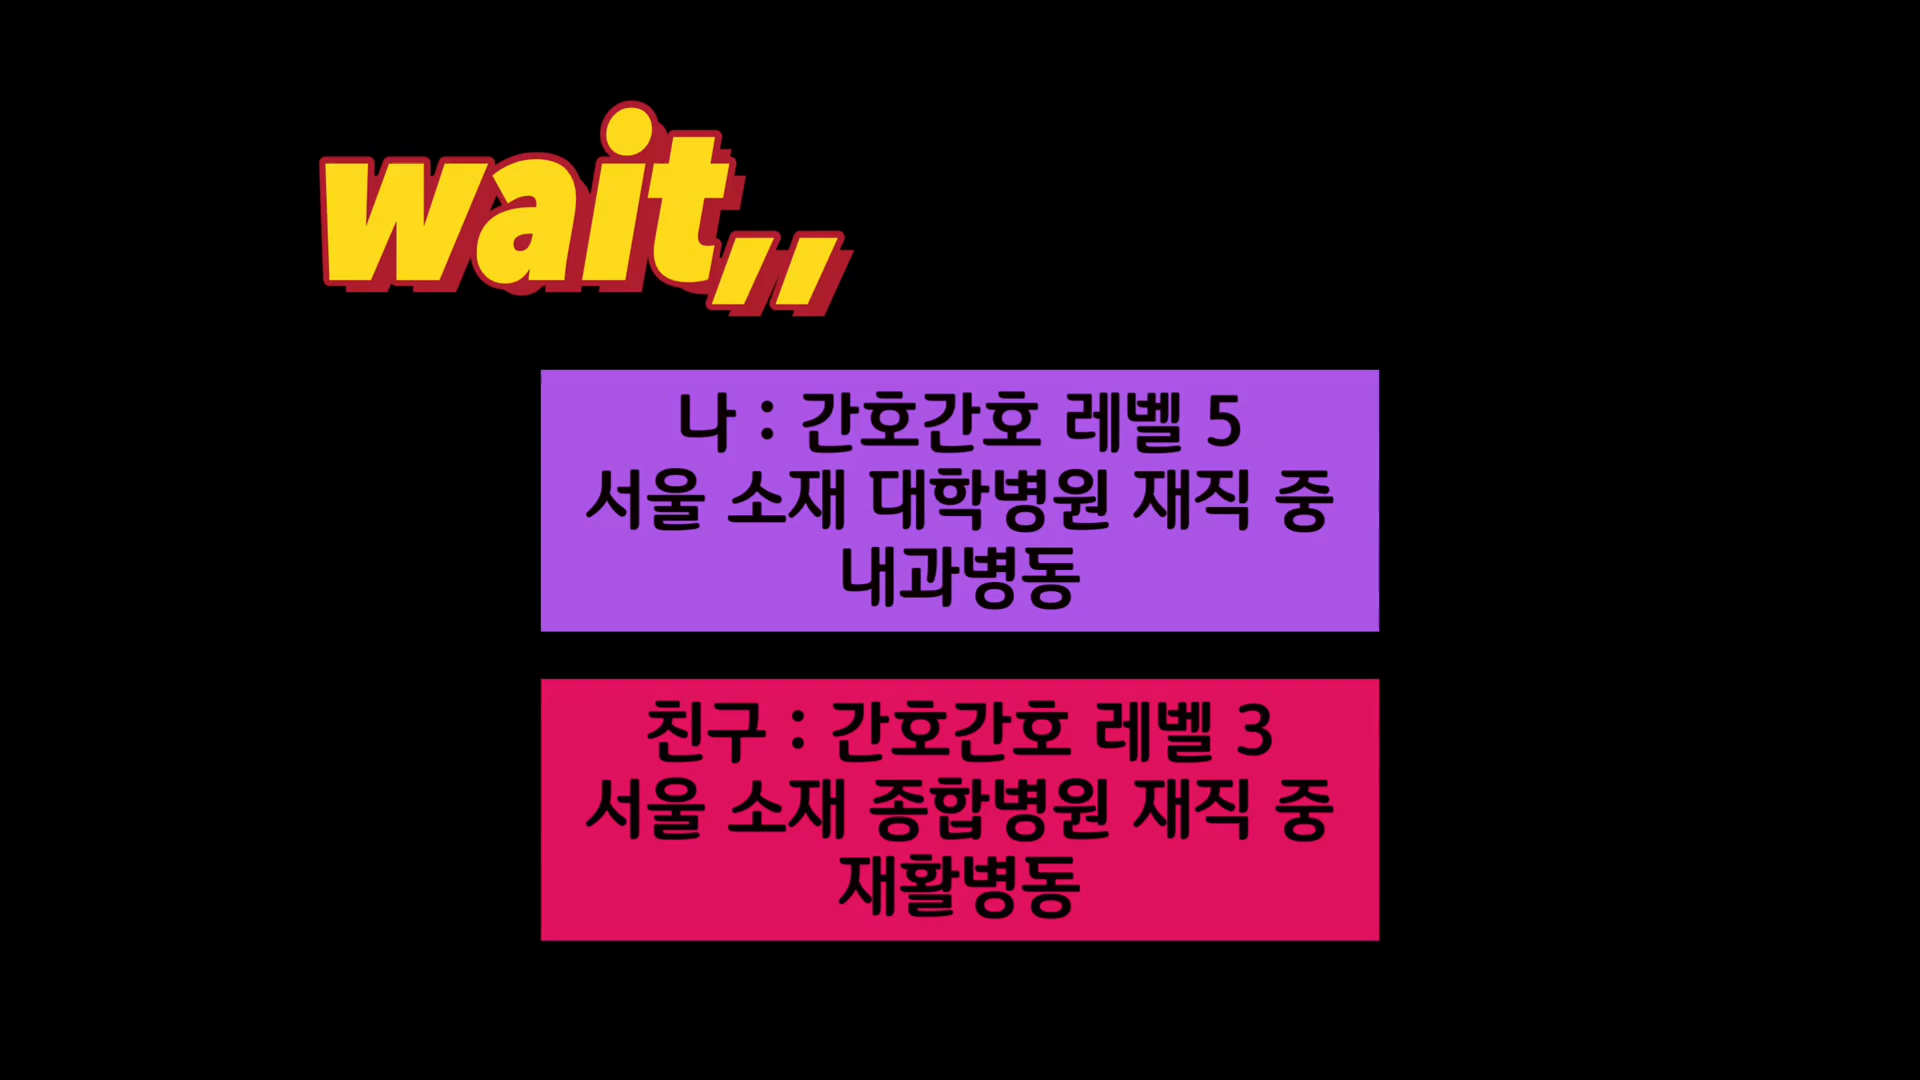 wait,,
나 : 간호간호 레벨 5
서울 소재 대학병원 재직 중
내과병동
친구 : 간호간호 레벨 3
서울 소재 종합병원 재직 중
재활병동